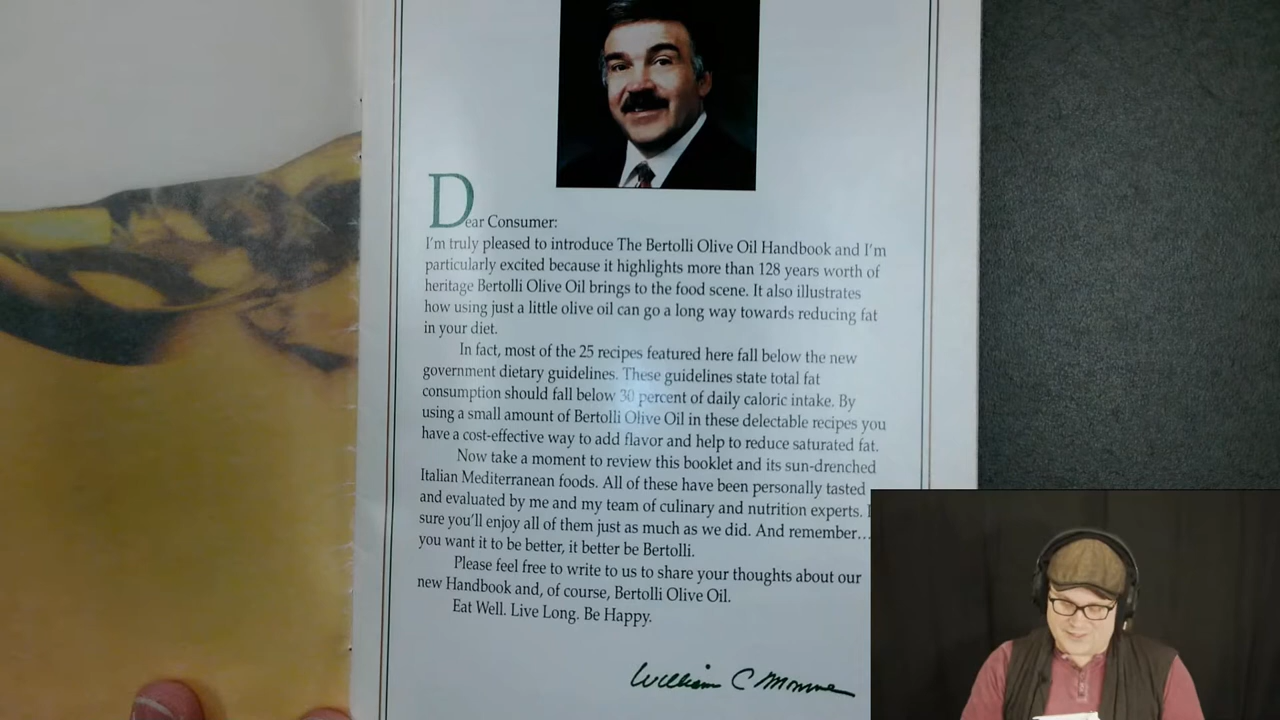 Dear Consumer:
I'm truly pleased to introduce The Bertolli Olive Oil Handbook and I'm
particularly excited because it highlights more than 128 years worth of
heritage Bertolli Olive Oil brings to the food scene. It also illustrates
how using just a little olive oil can go a long way towards reducing fat
in your diet.
In fact, most of the 25 recipes featured here fall below the new
government dietary guidelines. These guidelines state total fat
consumption should fall below 30 percent of daily caloric intake. By
using a small amount of Bertolli Olive Oil in these delectable recipes you
have a cost-effective way to add flavor and help to reduce saturated fat.
Now take a moment to review this booklet and its sun-drenched
Italian Mediterranean foods. All of these have been personally tasted
and evaluated by me and my team of culinary and nutrition experts.
sure you'll enjoy all of them just as much as we did. And remember...
you want it to be better, it better be Bertolli.
Please feel free to write to us to share your thoughts about our
new Handbook and, of course, Bertolli Olive Oil.
Eat Well. Live Long. Be Happy.
William C